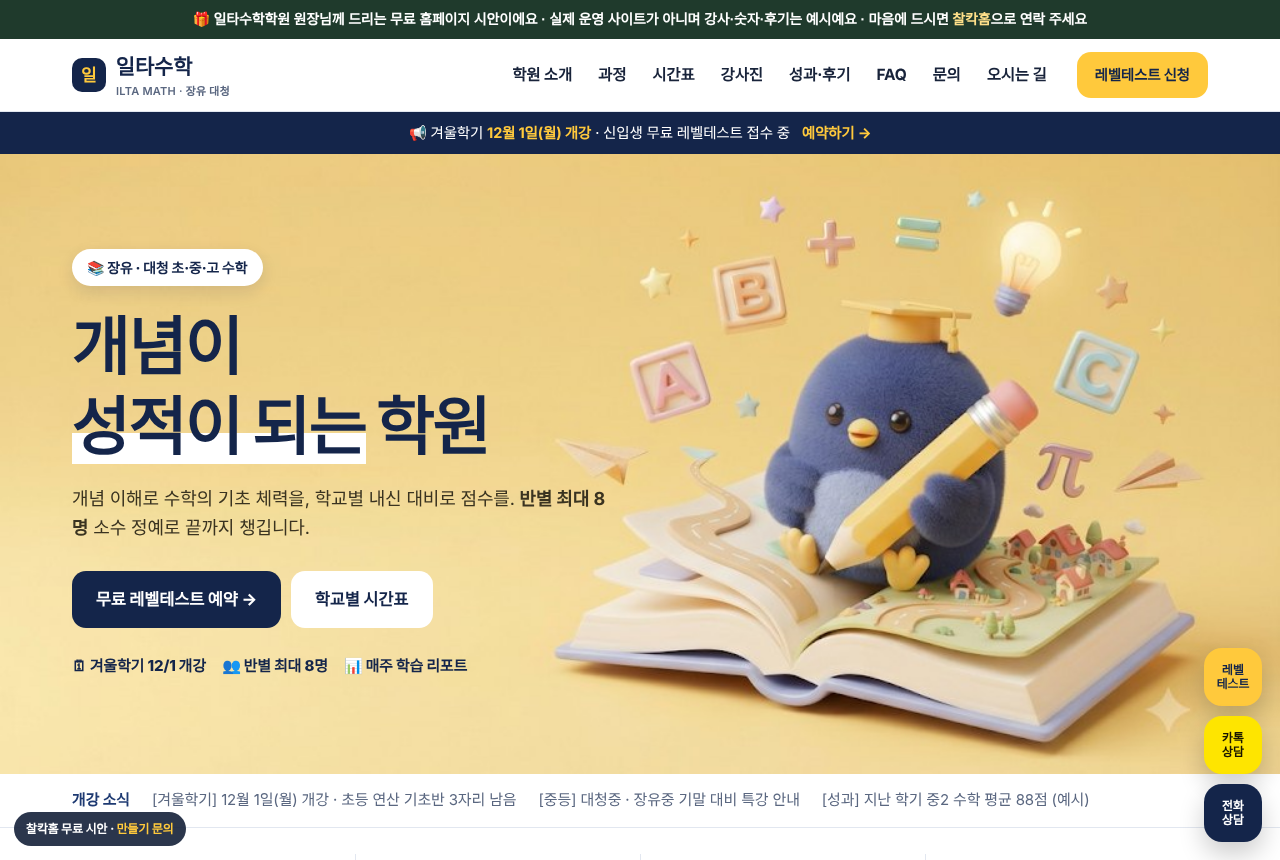 🎁 일타수학학원 원장님께 드리는 무료 홈페이지 시안이에요 · 실제 운영 사이트가 아니며 강사·숫자·후기는 예시예요 · 마음에 드시면 찰칵홈으로 연락 주세요
일
일타수학
ILTA MATH · 장유 대청
학원 소개
과정
시간표
강사진
성과·후기
FAQ
문의
오시는 길
레벨테스트 신청
📢 겨울학기 12월 1일(월) 개강 · 신입생 무료 레벨테스트 접수 중 예약하기 →
📚 장유 · 대청 초·중·고 수학
개념이
성적이 되는 학원
개념 이해로 수학의 기초 체력을, 학교별 내신 대비로 점수를. 반별 최대 8
명 소수 정예로 끝까지 챙깁니다.
무료 레벨테스트 예약 →
학교별 시간표
🗓 겨울학기 12/1 개강
👥 반별 최대 8명
📊 매주 학습 리포트
A
B
+
=
C
π
레벨
테스트
카톡
상담
전화
상담
개강 소식
[겨울학기] 12월 1일(월) 개강 · 초등 연산 기초반 3자리 남음
[중등] 대청중 · 장유중 기말 대비 특강 안내
[성과] 지난 학기 중2 수학 평균 88점 (예시)
찰칵홈 무료 시안 · 만들기 문의